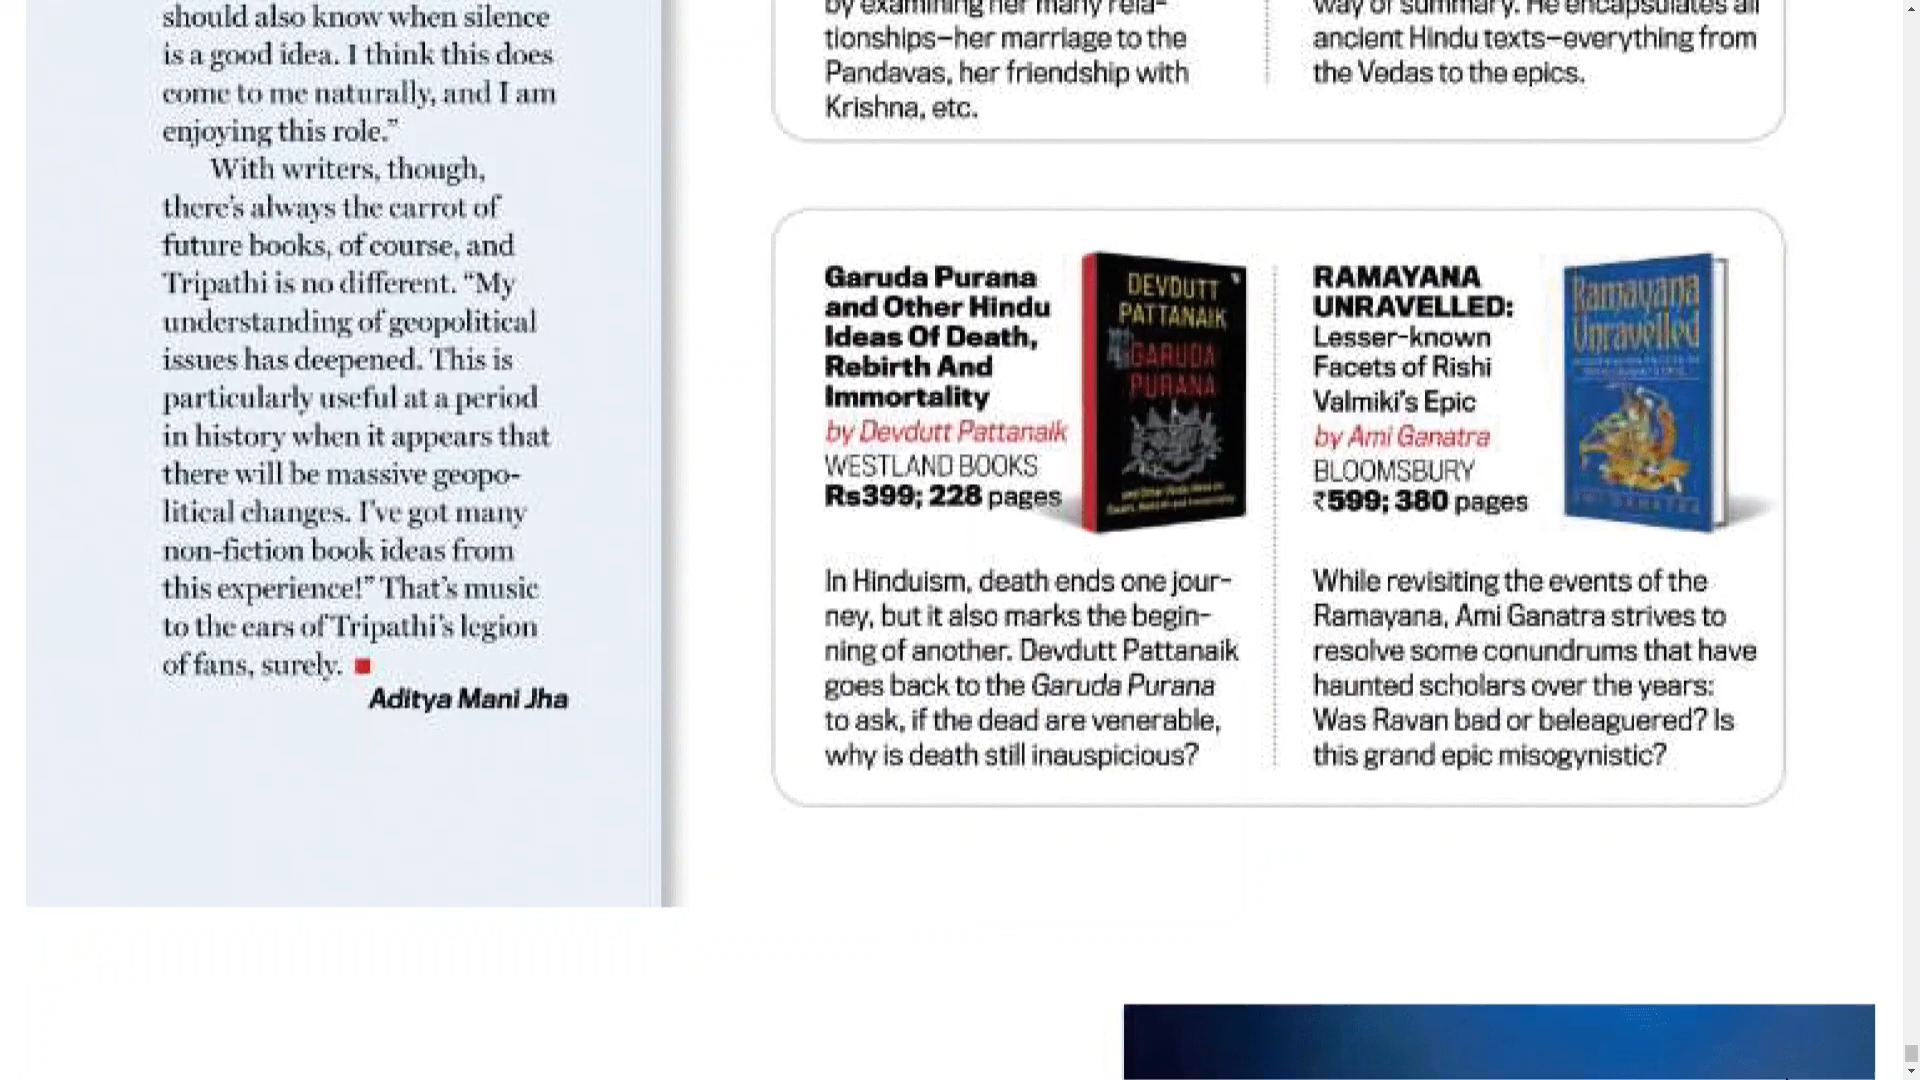 should also know when silence
is a good idea. I think this does
come to me naturally, and I am
enjoying this role.”
With writers, though,
there’s always the carrot of
future books, of course, and
Tripathi is no different. “My
understanding of geopolitical
issues has deepened. This is
particularly useful at a period
in history when it appears that
there will be massive geopo-
litical changes. I’ve got many
non-fiction book ideas from
this experience!” That’s music
to the ears of Tripathi’s legion
of fans, surely.
Aditya Mani Jha
by examining her many rela-
tionships–her marriage to the
Pandavas, her friendship with
Krishna, etc.
way of summary. He encapsulates all
ancient Hindu texts–everything from
the Vedas to the epics.
Garuda Purana
and Other Hindu
Ideas Of Death,
Rebirth And
Immortality
by Devdutt Pattanaik
WESTLAND BOOKS
Rs399; 228 pages
DEVDUTT
PATTANAIK
GARUDA
PURANA
In Hinduism, death ends one jour-
ney, but it also marks the begin-
ning of another. Devdutt Pattanaik
goes back to the Garuda Purana
to ask, if the dead are venerable,
why is death still inauspicious?
RAMAYANA
UNRAVELLED:
Lesser-known
Facets of Rishi
Valmiki’s Epic
by Ami Ganatra
BLOOMSBURY
₹599; 380 pages
Ramayana
Unravelled
While revisiting the events of the
Ramayana, Ami Ganatra strives to
resolve some conundrums that have
haunted scholars over the years:
Was Ravan bad or beleaguered? Is
this grand epic misogynistic?